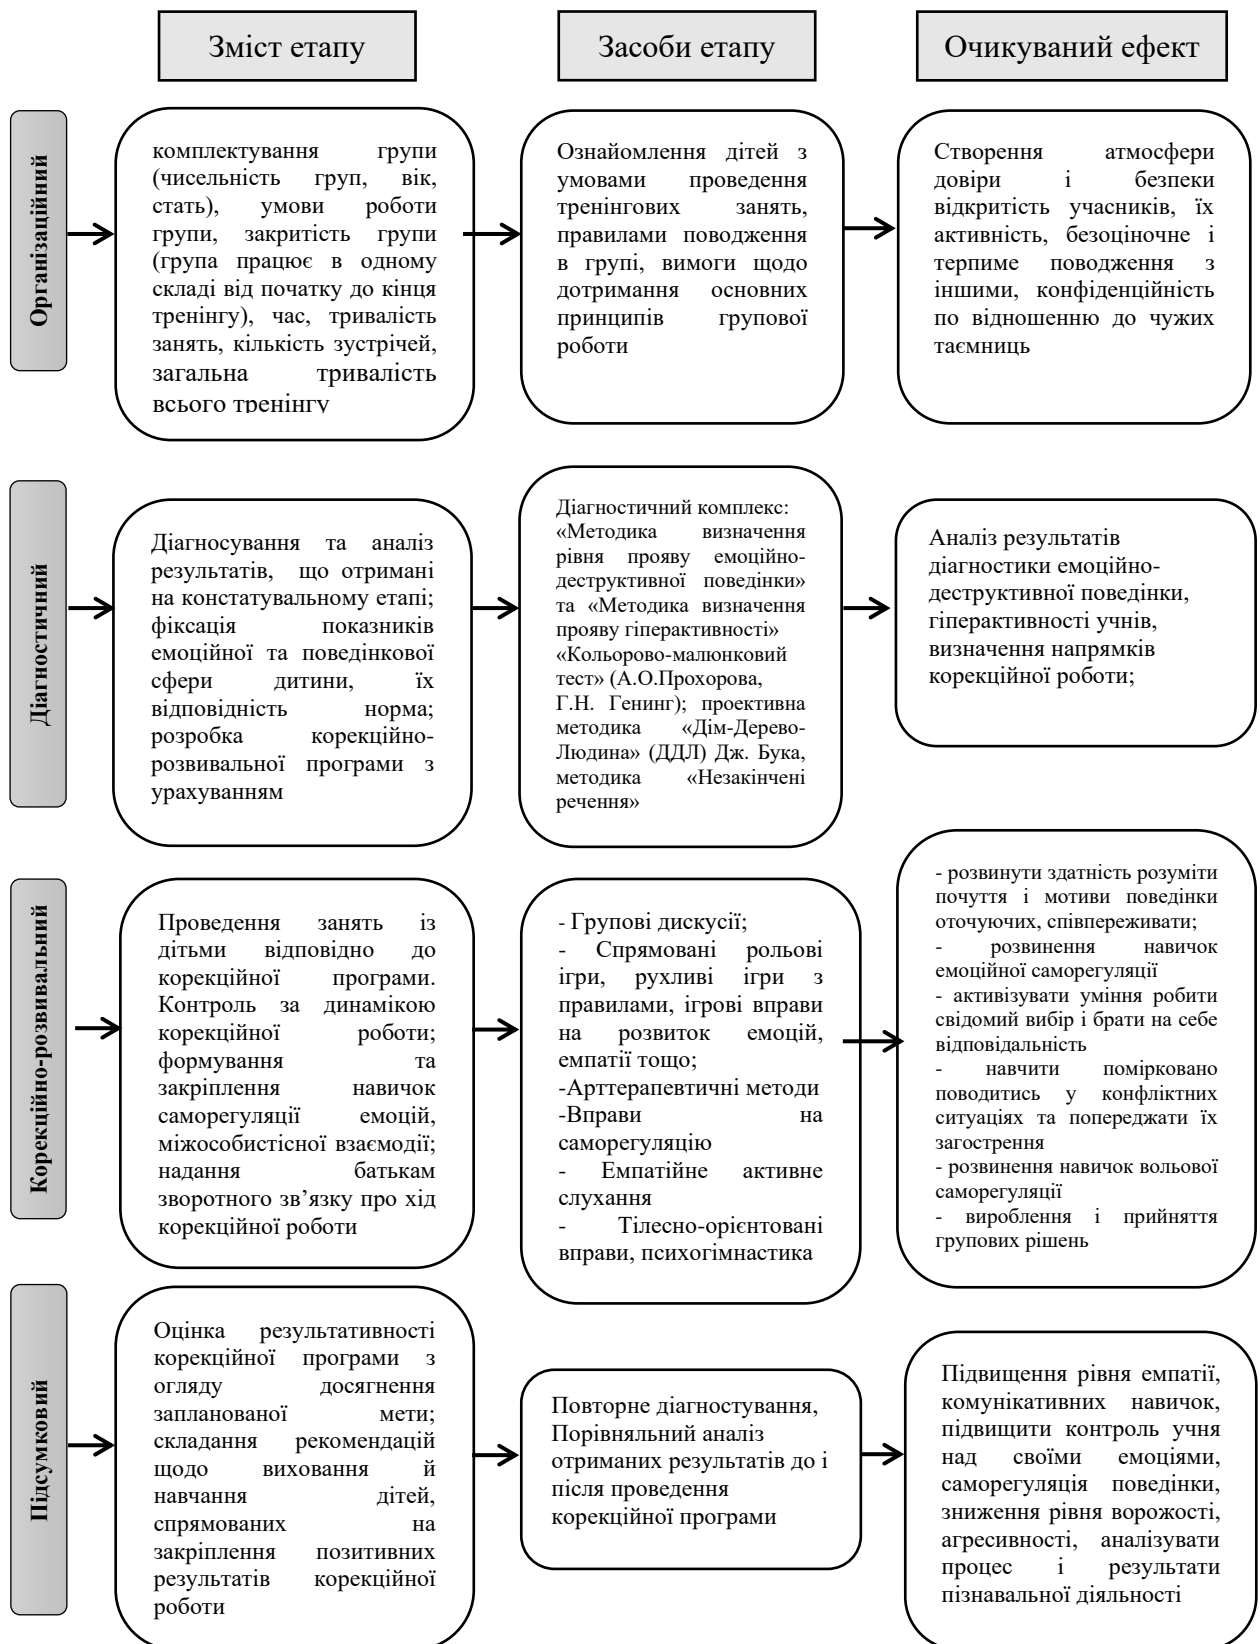 Зміст етапу
Засоби етапу
Очикуваний ефект
Організаційний
комплектування групи
(чисельність груп, вік,
стать), умови роботи
групи, закритість групи
(група працює в одному
складі від початку до кінця
тренінгу), час, тривалість
занять, кількість зустрічей,
загальна тривалість
всього тренінгу
Ознайомлення дітей з
умовами проведення
тренінгових занять,
правилами поводження
в групі, вимоги щодо
дотримання основних
принципів групової
роботи
Створення атмосфери
довіри і безпеки
відкритість учасників, їх
активність, безоціночне і
терпиме поводження з
іншими, конфіденційність
по відношенню до чужих
таємниць
Діагностичний
Діагносування та аналіз
результатів, що отримані
на констатувальному етапі;
фіксація показників
емоційної та поведінкової
сфери дитини, їх
відповідність норма;
розробка корекційно-
розвивальної програми з
урахуванням
Діагностичний комплекс:
«Методика визначення
рівня прояву емоційно-
деструктивної поведінки»
та «Методика визначення
прояву гіперактивності»
«Кольорово-малюнковий
тест» (А.О.Прохорова,
Г.Н. Генинг); проективна
методика «Дім-Дерево-
Людина» (ДДЛ) Дж. Бука,
методика «Незакінчені
речення»
Аналіз результатів
діагностики емоційно-
деструктивної поведінки,
гіперактивності учнів,
визначення напрямків
корекційної роботи;
Корекційно-розвивальний
Проведення занять із
дітьми відповідно до
корекційної програми.
Контроль за динамікою
корекційної роботи;
формування та
закріплення навичок
саморегуляції емоцій,
міжособистісної взаємодії;
надання батькам
зворотного зв’язку про хід
корекційної роботи
- Групові дискусії;
- Спрямовані рольові
ігри, рухливі ігри з
правилами, ігрові вправи
на розвиток емоцій,
емпатії тощо;
-Арттерапевтичні методи
-Вправи на
саморегуляцію
- Емпатійне активне
слухання
- Тілесно-орієнтовані
вправи, психогімнастика
- розвинути здатність розуміти
почуття і мотиви поведінки
оточуючих, співпереживати;
- розвинення навичок
емоційної саморегуляції
- активізувати уміння робити
свідомий вибір і брати на себе
відповідальність
- навчити помірковано
поводитись у конфліктних
ситуаціях та попереджати їх
загострення
- розвинення навичок вольової
саморегуляції
- вироблення і прийняття
групових рішень
Підсумковий
Оцінка результативності
корекційної програми з
огляду досягнення
запланованої мети;
складання рекомендацій
щодо виховання й
навчання дітей,
спрямованих на
закріплення позитивних
результатів корекційної
роботи
Повторне діагностування,
Порівняльний аналіз
отриманих результатів до і
після проведення
корекційної програми
Підвищення рівня емпатії,
комунікативних навичок,
підвищити контроль учня
над своїми емоціями,
саморегуляція поведінки,
зниження рівня ворожості,
агресивності, аналізувати
процес і результати
пізнавальної діяльності